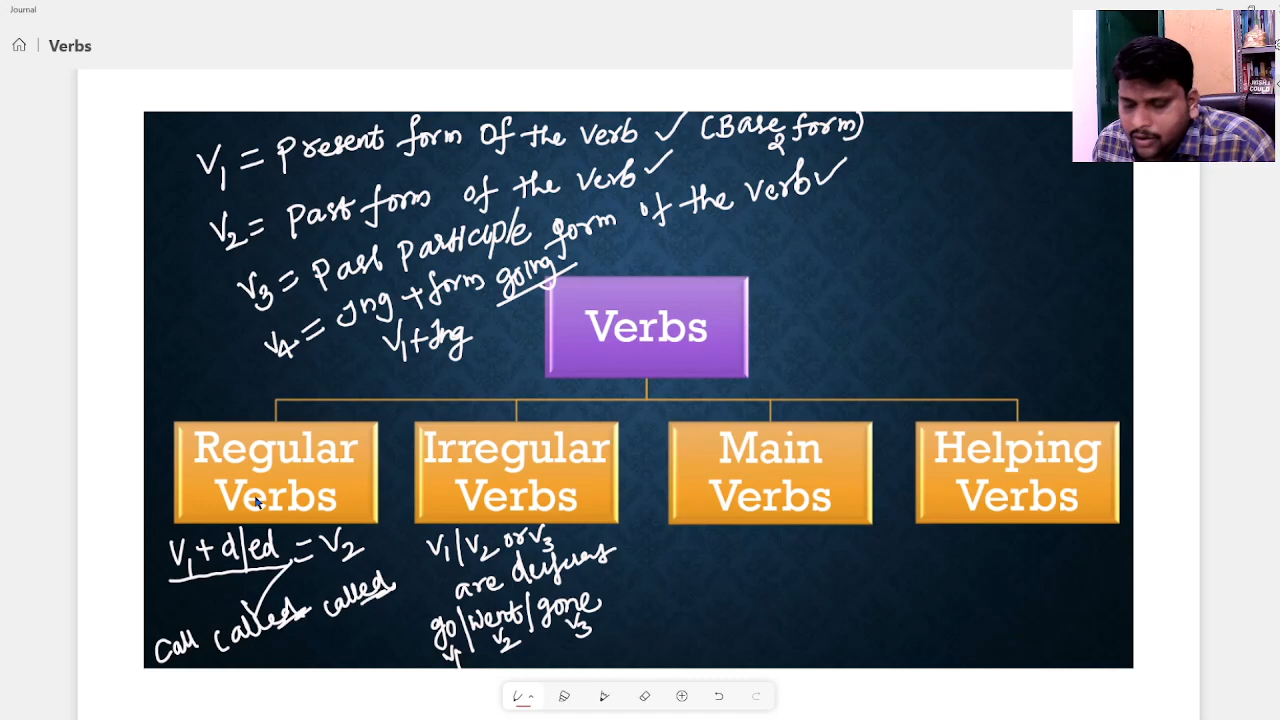 Journal
Verbs
V1 = Present form Of the verb ✓ (Base form)
V2 = Past form of the verb ✓
V3 = Past Participle form of the verb ✓
V4 = Ing + form going
V1 + Ing
Verbs
Regular
Verbs
Irregular
Verbs
Main
Verbs
Helping
Verbs
V1 + d/ed = V2
Call called called
V1/V2 or V3
are
go/went/gone
V1 V2 V3
COULD